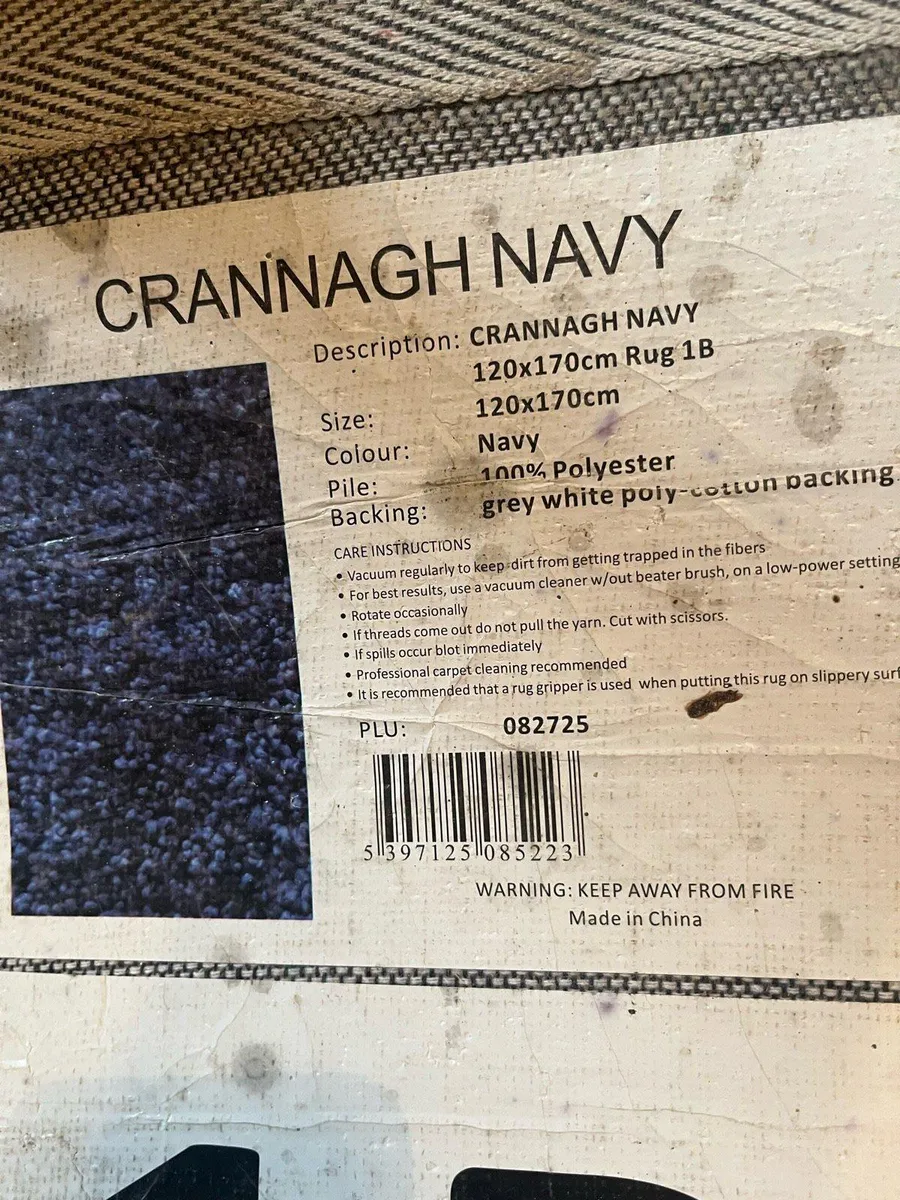 CRANNAGH NAVY
Description: CRANNAGH NAVY
120x170cm Rug 1B
Size: 120x170cm
Colour: Navy
Pile: 100% Polyester
Backing: grey white poly-cotton backing
CARE INSTRUCTIONS
• Vacuum regularly to keep dirt from getting trapped in the fibers
• For best results, use a vacuum cleaner w/out beater brush, on a low-power setting
• Rotate occasionally
• If threads come out do not pull the yarn. Cut with scissors.
• If spills occur blot immediately
• Professional carpet cleaning recommended
• It is recommended that a rug gripper is used when putting this rug on slippery
PLU: 082725
5 397125 085223
WARNING: KEEP AWAY FROM FIRE
Made in China